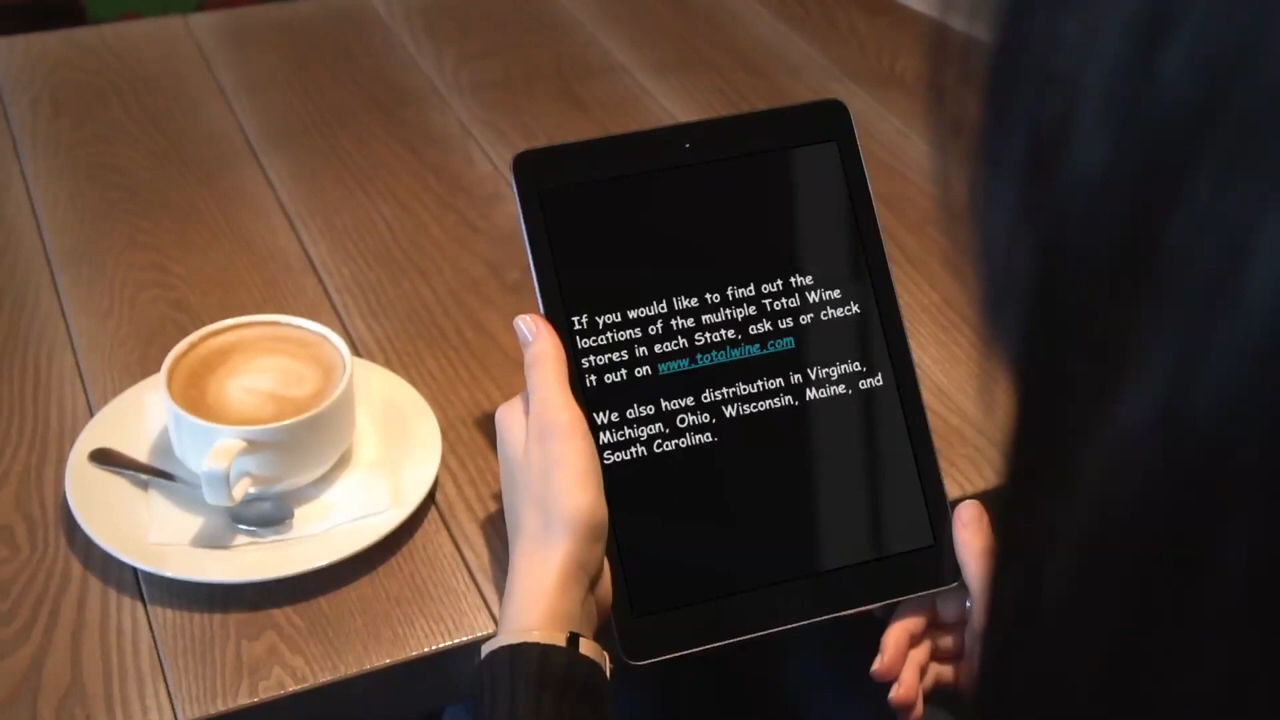 If you would like to find out the
locations of the multiple Total Wine
stores in each State, ask us or check
it out on www.totalwine.com
We also have distribution in Virginia,
Michigan, Ohio, Wisconsin, Maine, and
South Carolina.